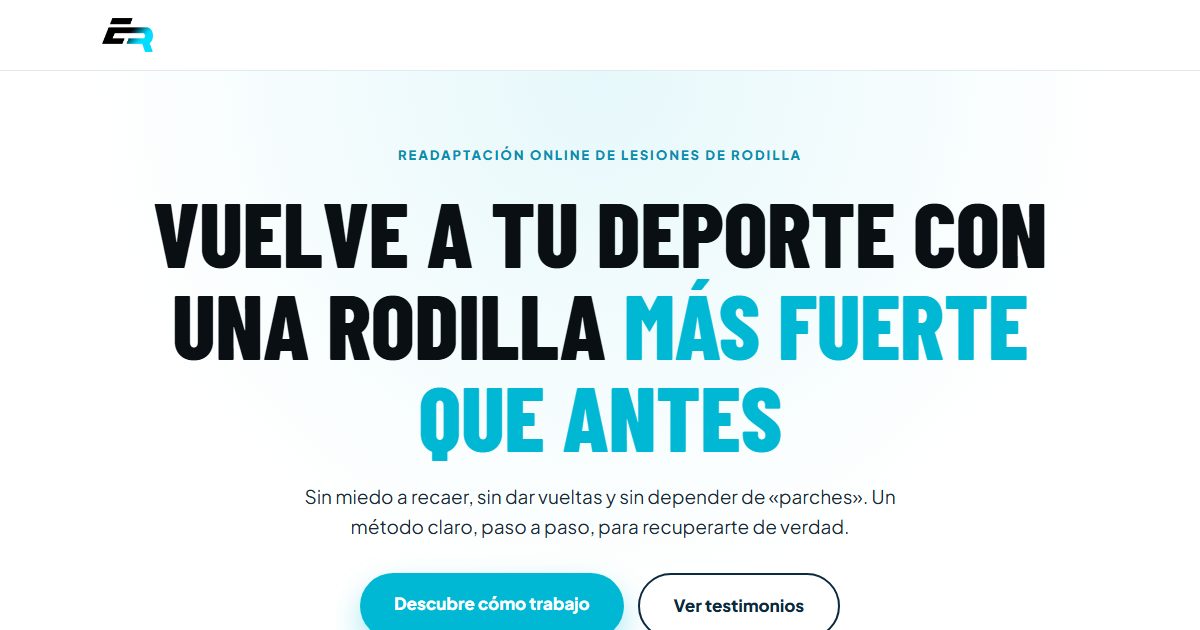 ER
READAPTACIÓN ONLINE DE LESIONES DE RODILLA
VUELVE A TU DEPORTE CON
UNA RODILLA MÁS FUERTE
QUE ANTES
Sin miedo a recaer, sin dar vueltas y sin depender de «parches». Un
método claro, paso a paso, para recuperarte de verdad.
Descubre cómo trabajo
Ver testimonios